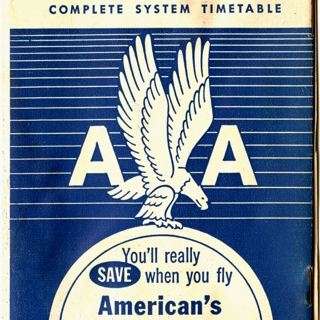 COMPLETE SYSTEM TIMETABLE
A A
You'll really
SAVE when you fly
American's